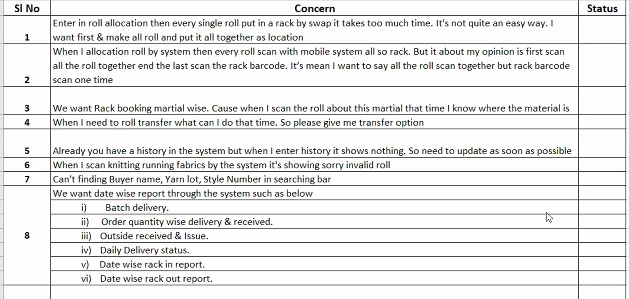 Sl No Concern Status
Enter in roll allocation then every single roll put in a rack by swap it takes too much time. It's not quite an easy way. I
1 want first & make all roll and put it all together as location
When I allocation roll by system then every roll scan with mobile system all so rack. But it about my opinion is first scan
all the roll together end the last scan the rack barcode. It's mean I want to say all the roll scan together but rack barcode
2 scan one time
3 We want Rack booking martial wise. Cause when I scan the roll about this martial that time I know where the material is
4 When I need to roll transfer what can I do that time. So please give me transfer option
5 Already you have a history in the system but when I enter history it shows nothing. So need to update as soon as possible
6 When I scan knitting running fabrics by the system it's showing sorry invalid roll
7 Can't finding Buyer name, Yarn lot, Style Number in searching bar
We want date wise report through the system such as below
i) Batch delivery.
ii) Order quantity wise delivery & received.
8 iii) Outside received & Issue.
iv) Daily Delivery status.
v) Date wise rack in report.
vi) Date wise rack out report.